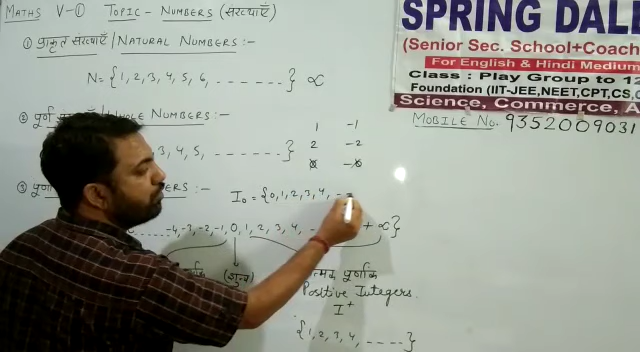 MATHS V-① TOPIC - NUMBERS (संख्याएँ)
① प्राकृत संख्याएँ / NATURAL NUMBERS :-
N = {1, 2, 3, 4, 5, 6, - - - - - - -} ∝
② पूर्ण NUMBERS :-
3, 4, 5, - - - - - - -}
1 -1
2 -2
0 -0
③ :-
I₀ = {0, 1, 2, 3, 4, - -
-4, -3, -2, -1, 0, 1, 2, 3, 4, + ∝}
(शून्य) पूर्णांक
Positive Integers.
I⁺
{1, 2, 3, 4, - - - -}
SPRING DALE
(Senior Sec. School+Coach
For English & Hindi Medium
Class : Play Group to 12
Foundation (IIT-JEE,NEET,CPT,CS,C
Science, Commerce, A
MOBILE NO. 9352009031